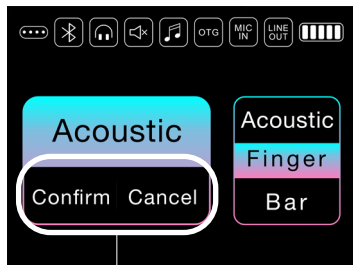 OTG
MIC
IN
LINE
OUT
Acoustic
Confirm Cancel
Acoustic
Finger
Bar